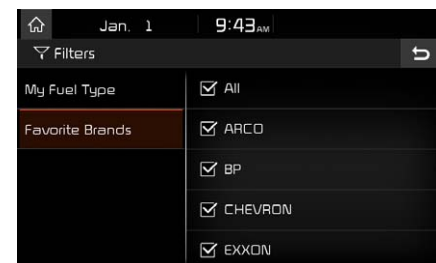 Jan. 1 9:43AM
Filters
My Fuel Type
Favorite Brands
All
ARCO
BP
CHEVRON
EXXON